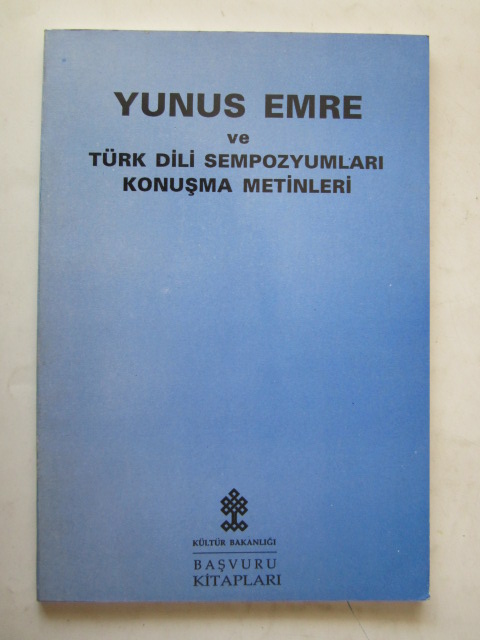 YUNUS EMRE
ve
TÜRK DİLİ SEMPOZYUMLARI
KONUŞMA METİNLERİ
KÜLTÜR BAKANLIĞI
BAŞVURU
KİTAPLARI